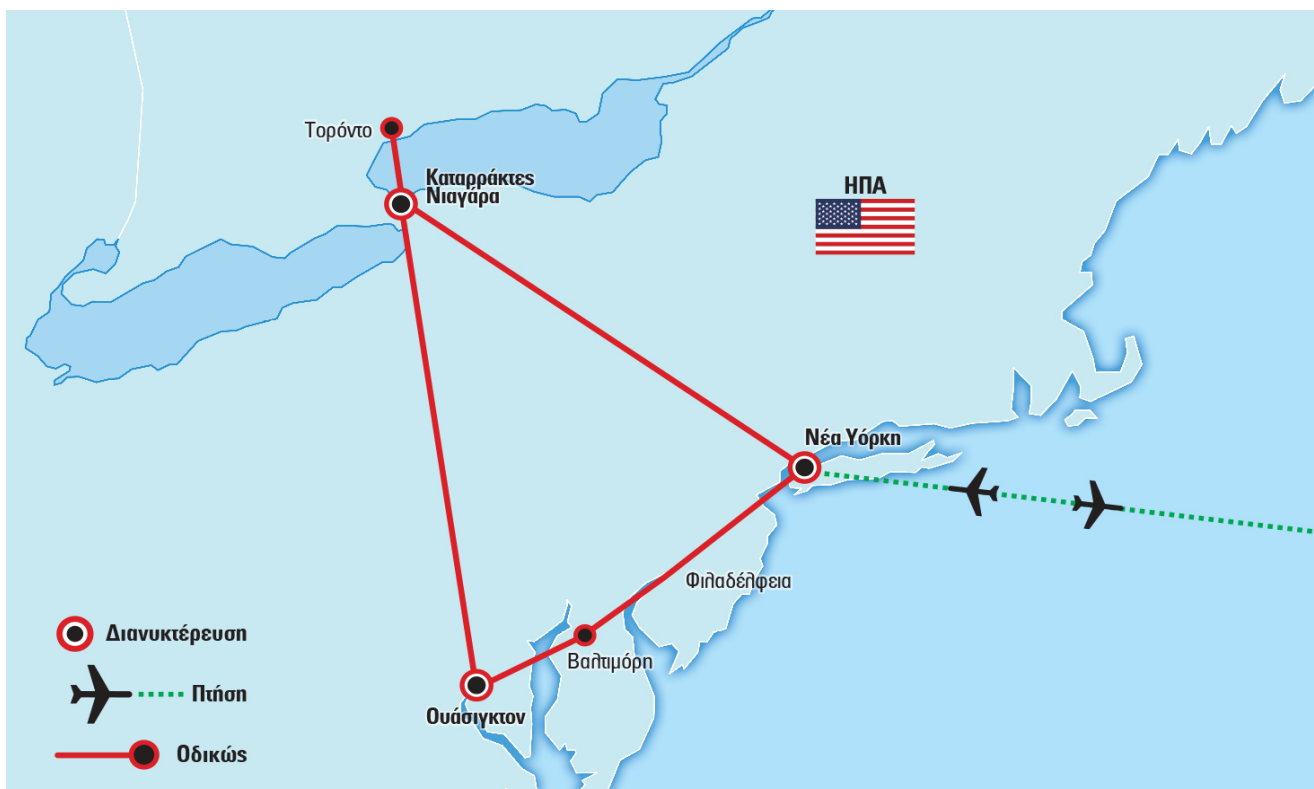 Τορόντο
Καταρράκτες
Νιαγάρα
ΗΠΑ
Νέα Υόρκη
Φιλαδέλφεια
Βαλτιμόρη
Ουάσιγκτον
Διανυκτέρευση
Πτήση
Οδικώς